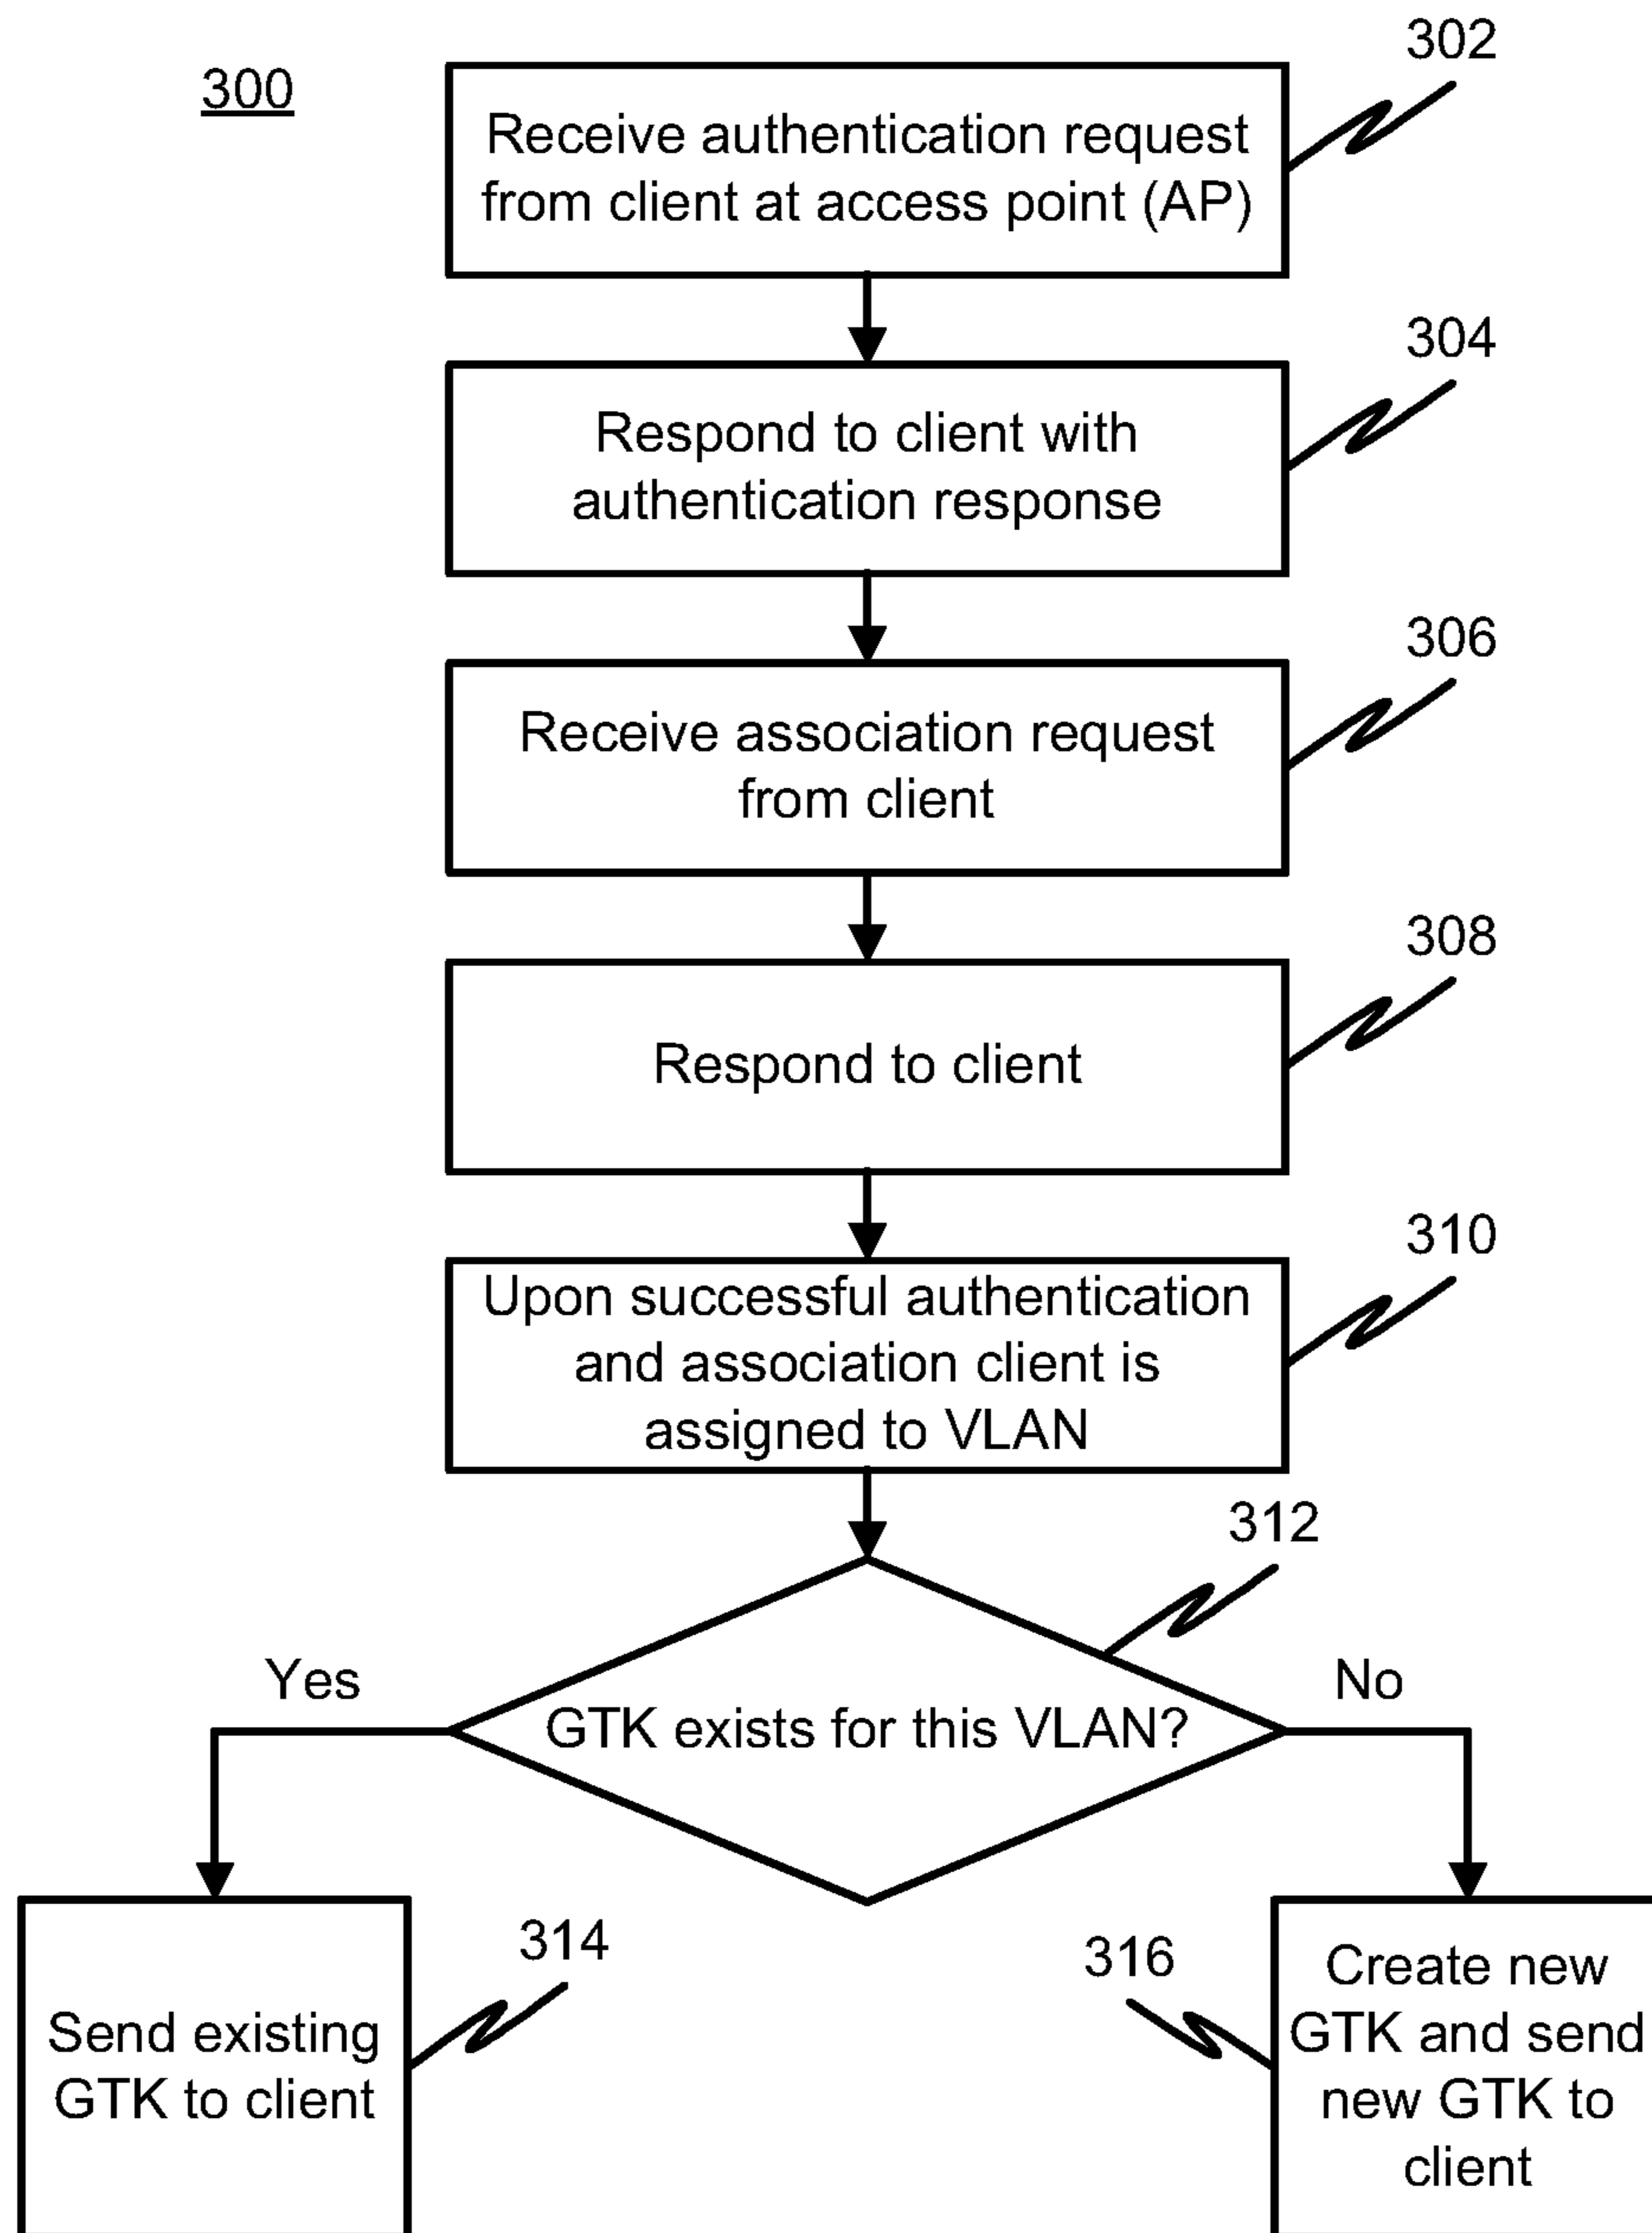 300
302
Receive authentication request
from client at access point (AP)
304
Respond to client with
authentication response
306
Receive association request
from client
308
Respond to client
310
Upon successful authentication
and association client is
assigned to VLAN
312
Yes
No
GTK exists for this VLAN?
314
Send existing
GTK to client
316
Create new
GTK and send
new GTK to
client